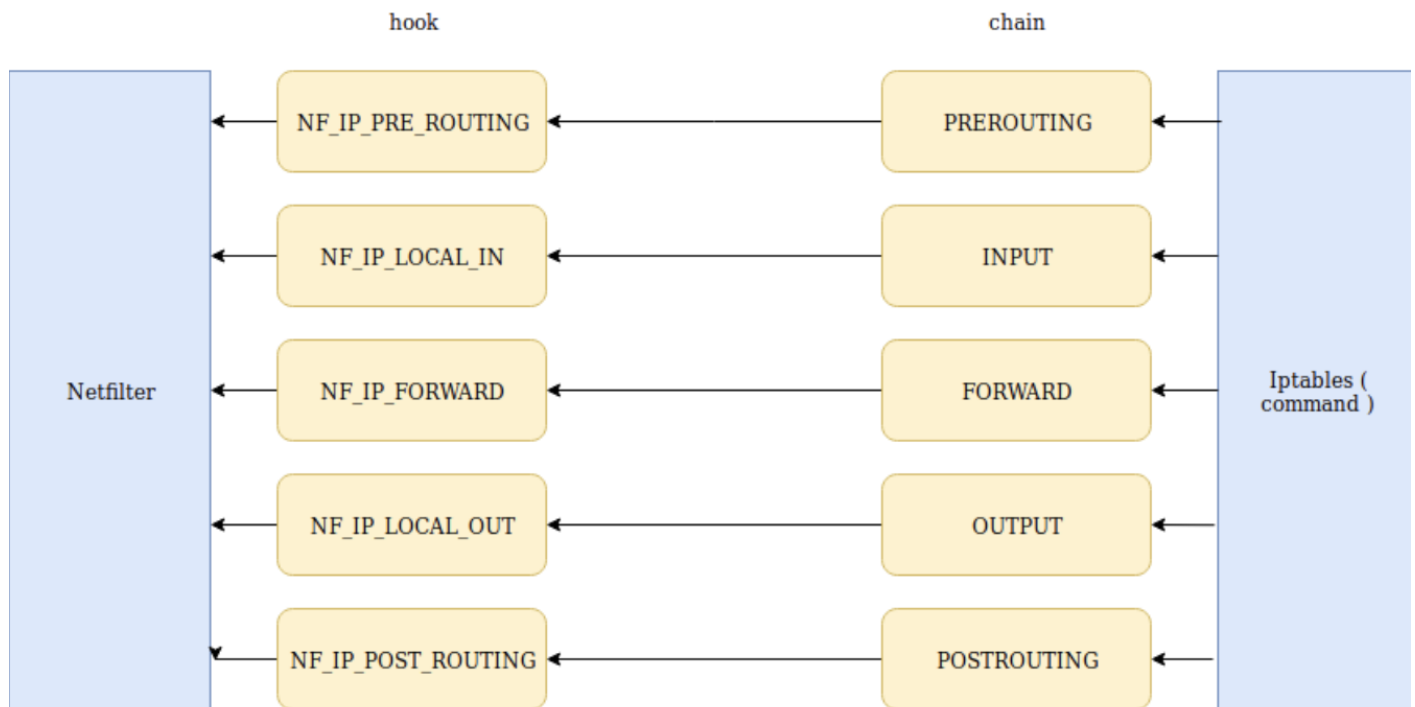 hook
chain
NF_IP_PRE_ROUTING
PREROUTING
NF_IP_LOCAL_IN
INPUT
Netfilter
NF_IP_FORWARD
FORWARD
Iptables (
command )
NF_IP_LOCAL_OUT
OUTPUT
NF_IP_POST_ROUTING
POSTROUTING